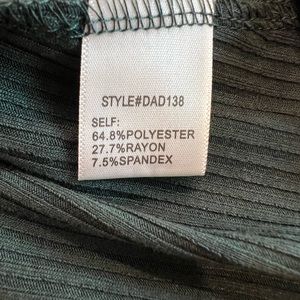 STYLE#DAD138
SELF:
64.8%POLYESTER
27.7%RAYON
7.5%SPANDEX